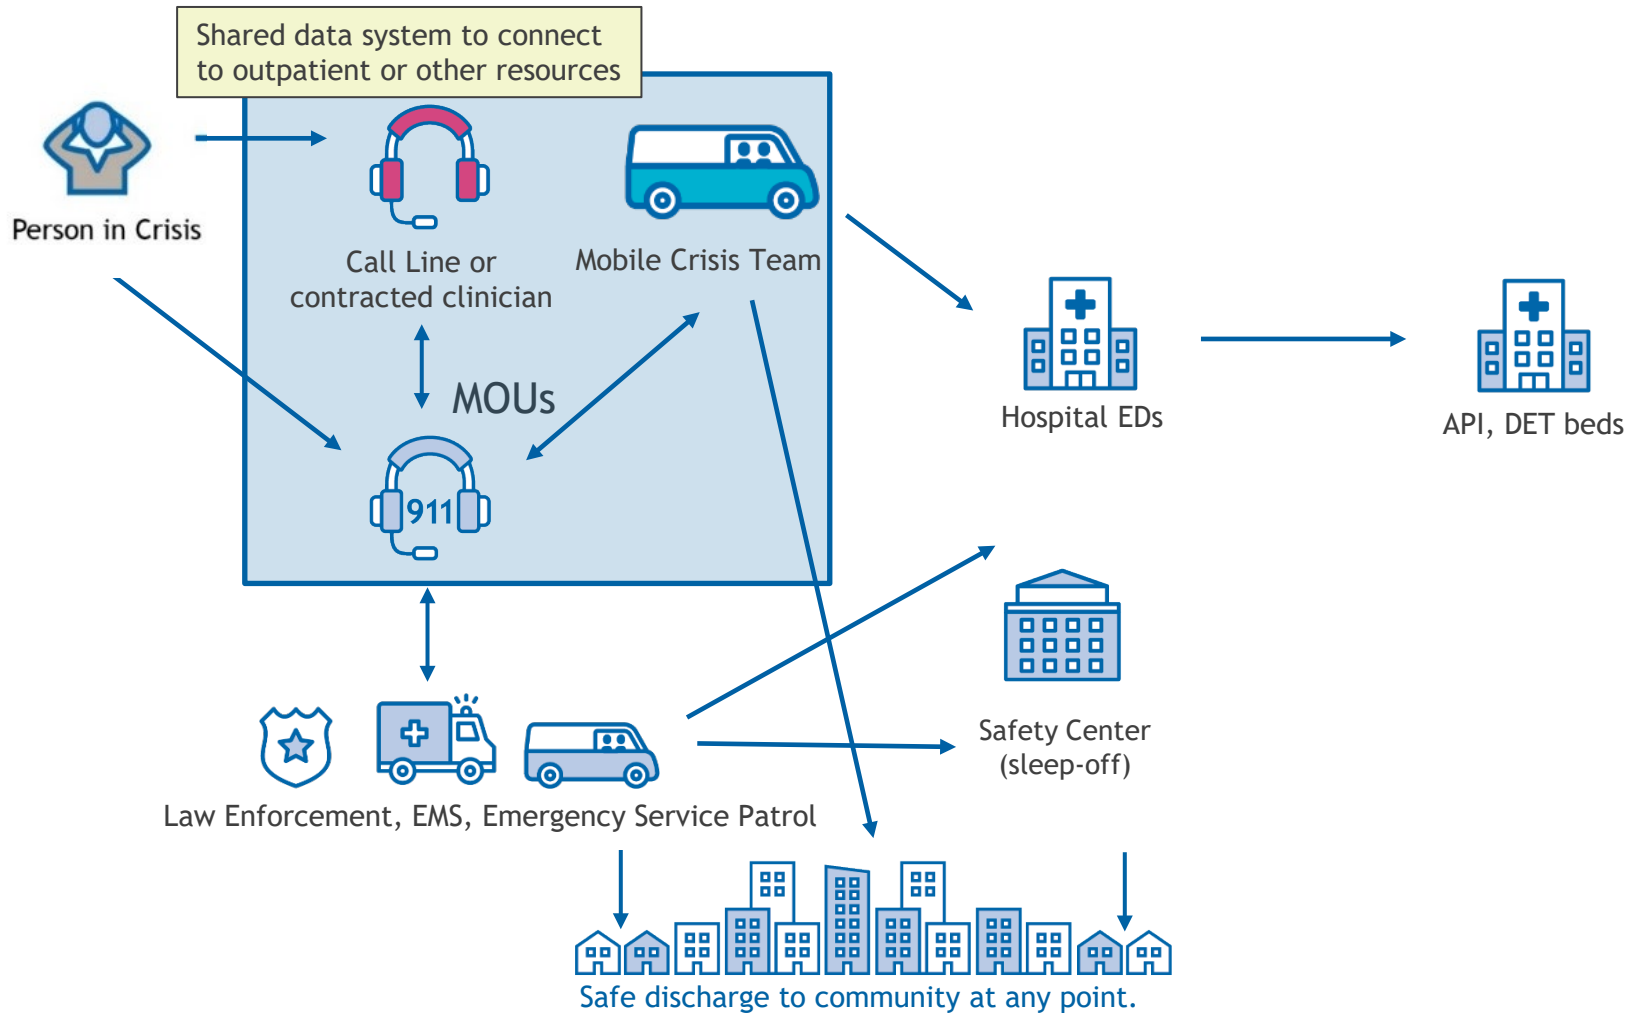 Shared data system to connect
to outpatient or other resources
Person in Crisis
Call Line or
contracted clinician
Mobile Crisis Team
MOUs
911
Hospital EDs
API, DET beds
Safety Center
(sleep-off)
Law Enforcement, EMS, Emergency Service Patrol
Safe discharge to community at any point.